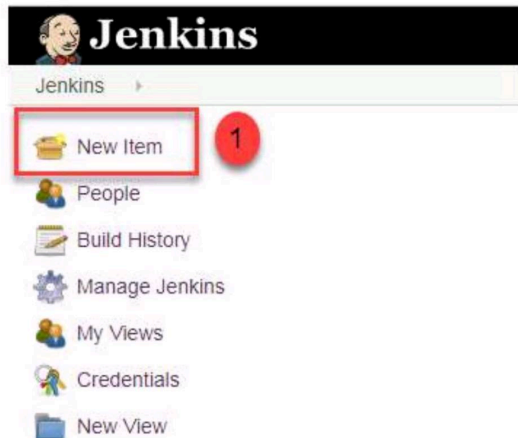 Jenkins
Jenkins
New Item 1
People
Build History
Manage Jenkins
My Views
Credentials
New View